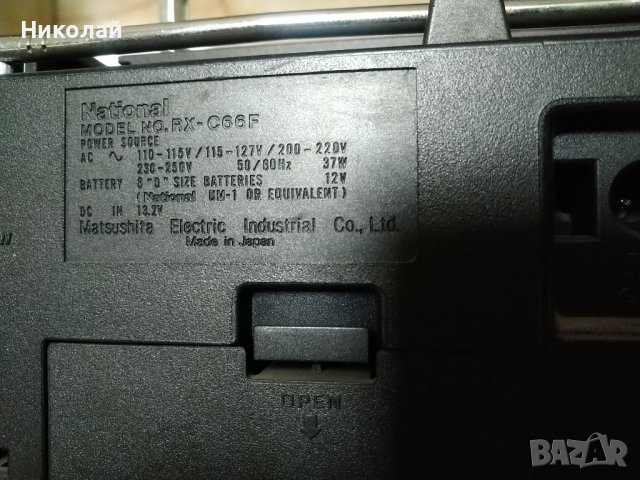 Николай
National
MODEL NO. RX-C66F
POWER SOURCE
AC ~ 110-115V/115-127V/200-220V
230-250V 50/60Hz 37W
BATTERY 8 "D" SIZE BATTERIES 12V
(National UM-1 OR EQUIVALENT)
DC IN 13.2V
Matsushita Electric Industrial Co., Ltd.
Made in Japan
OPEN
BAZAR